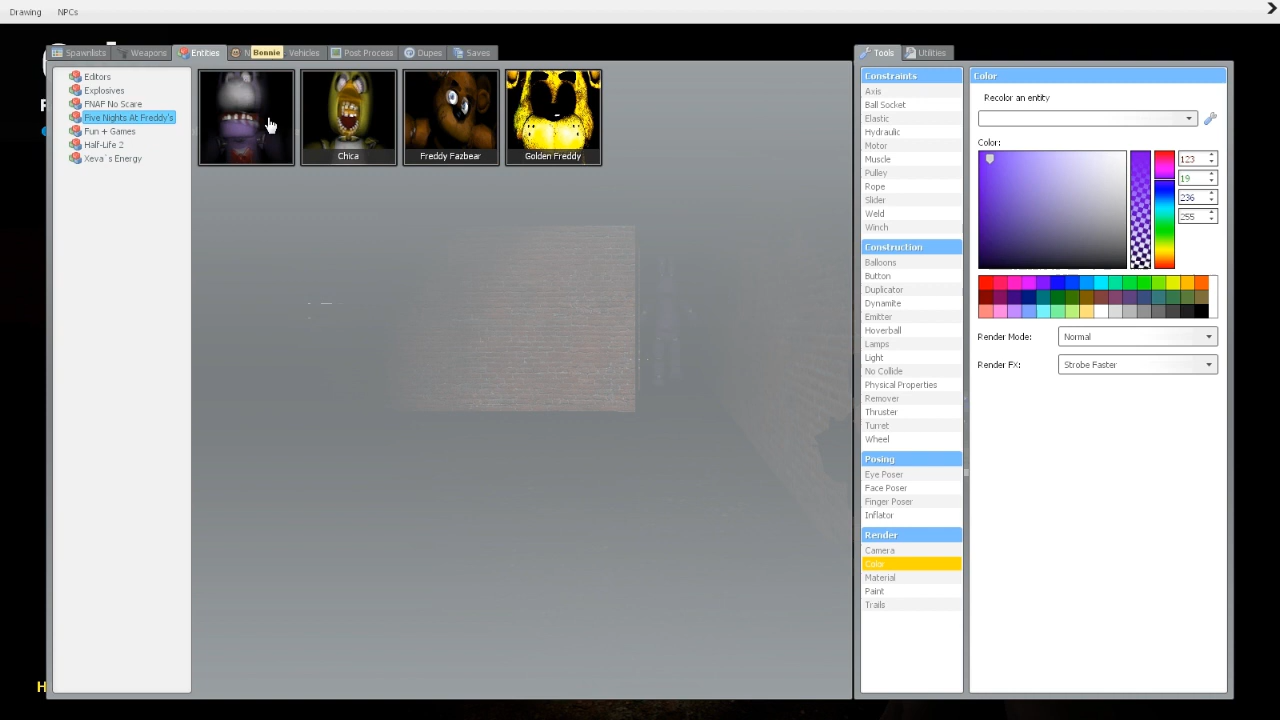 Drawing NPCs
Spawnlists Weapons Entities N Bonnie Vehicles Post Process Dupes Saves
Editors
Explosives
FNAF No Scare
Five Nights At Freddy's
Fun + Games
Half-Life 2
Xeva`s Energy
Chica
Freddy Fazbear
Golden Freddy
Tools Utilities
Constraints
Axis
Ball Socket
Elastic
Hydraulic
Motor
Muscle
Pulley
Rope
Slider
Weld
Winch
Construction
Balloons
Button
Duplicator
Dynamite
Emitter
Hoverball
Lamps
Light
No Collide
Physical Properties
Remover
Thruster
Turret
Wheel
Posing
Eye Poser
Face Poser
Finger Poser
Inflator
Render
Camera
Color
Material
Paint
Trails
Color
Recolor an entity
Color:
123
19
236
255
Render Mode: Normal
Render FX: Strobe Faster
H